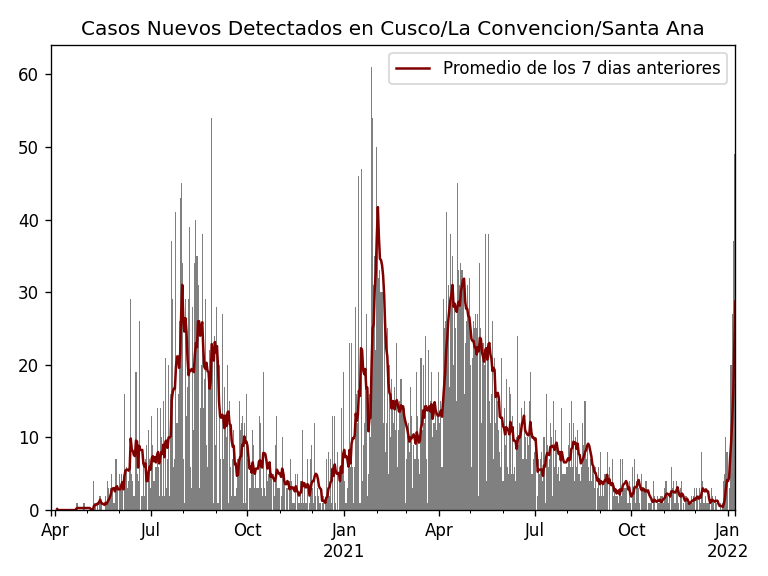 Casos Nuevos Detectados en Cusco/La Convencion/Santa Ana
Promedio de los 7 dias anteriores
60
50
40
30
20
10
0
Apr Jul Oct Jan Apr Jul Oct Jan
2021 2022